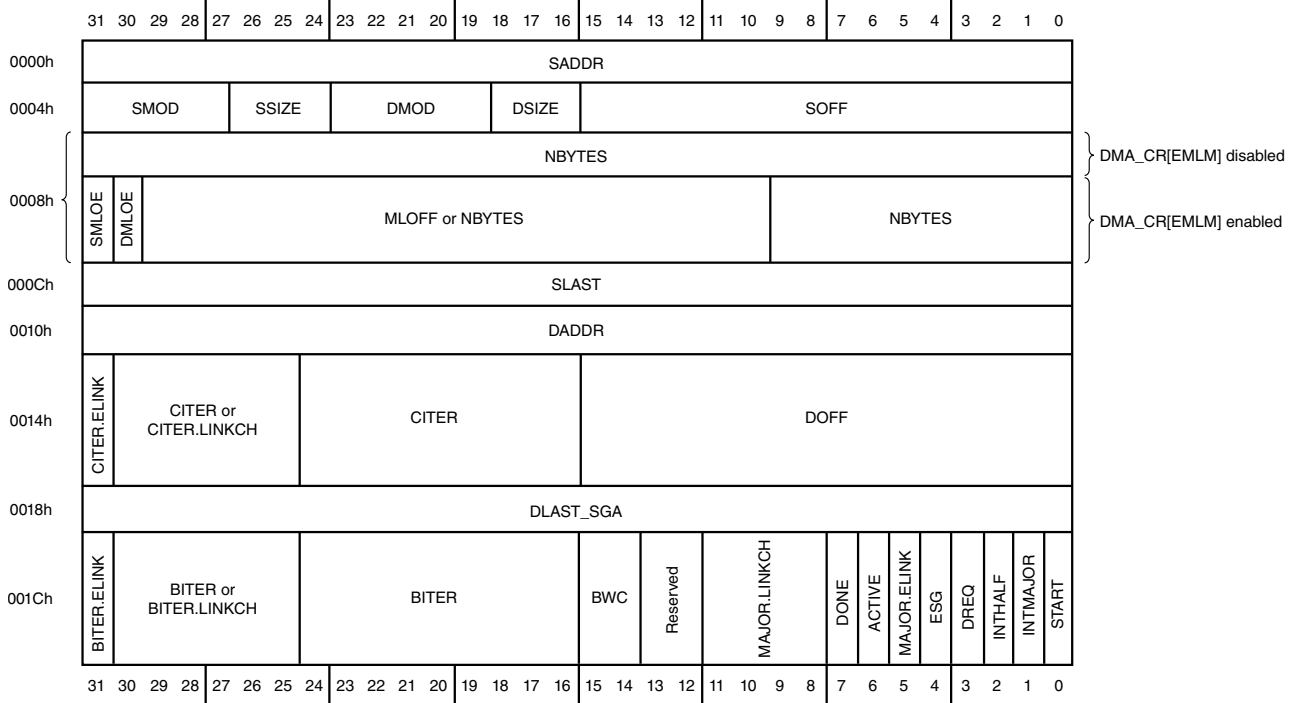 31 30 29 28 27 26 25 24 23 22 21 20 19 18 17 16 15 14 13 12 11 10 9 8 7 6 5 4 3 2 1 0
0000h SADDR
0004h SMOD SSIZE DMOD DSIZE SOFF
NBYTES DMA_CR[EMLM] disabled
0008h SMLOE DMLOE MLOFF or NBYTES NBYTES DMA_CR[EMLM] enabled
000Ch SLAST
0010h DADDR
0014h CITER.ELINK CITER or
CITER.LINKCH CITER DOFF
0018h DLAST_SGA
001Ch BITER.ELINK BITER or
BITER.LINKCH BITER BWC Reserved MAJOR.LINKCH DONE ACTIVE MAJOR.ELINK ESG DREQ INTHALF INTMAJOR START
31 30 29 28 27 26 25 24 23 22 21 20 19 18 17 16 15 14 13 12 11 10 9 8 7 6 5 4 3 2 1 0